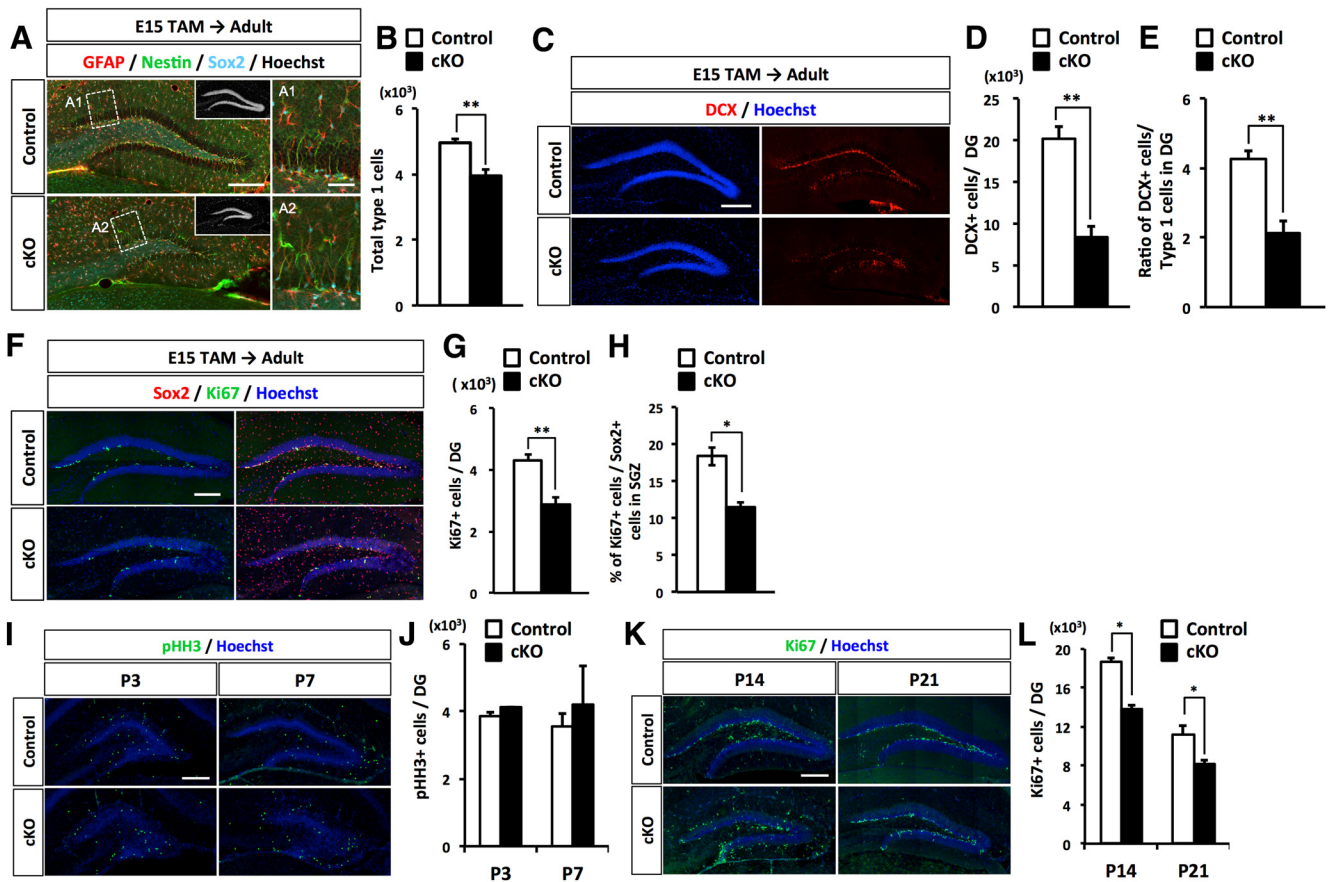 A
E15 TAM → Adult
GFAP / Nestin / Sox2 / Hoechst
Control
cKO
A1
A1
A2
A2
B
Control
cKO
(x10³)
Total type 1 cells
6
4
2
0
**
C
E15 TAM → Adult
DCX / Hoechst
Control
cKO
D
Control
cKO
(x10³)
DCX+ cells/ DG
25
20
15
10
5
0
**
E
Ratio of DCX+ cells/
Type 1 cells in DG
6
4
2
0
**
F
E15 TAM → Adult
Sox2 / Ki67 / Hoechst
Control
cKO
G
Control
cKO
( x10³)
Ki67+ cells / DG
6
4
2
0
**
H
Control
cKO
% of Ki67+ cells / Sox2+
cells in SGZ
25
20
15
10
5
0
*
I
pHH3 / Hoechst
P3
P7
Control
cKO
J
(x10³)
Control
cKO
pHH3+ cells / DG
6
4
2
0
P3
P7
K
Ki67 / Hoechst
P14
P21
Control
cKO
L
(x10³)
Control
cKO
Ki67+ cells / DG
20
16
12
8
4
0
*
*
P14
P21